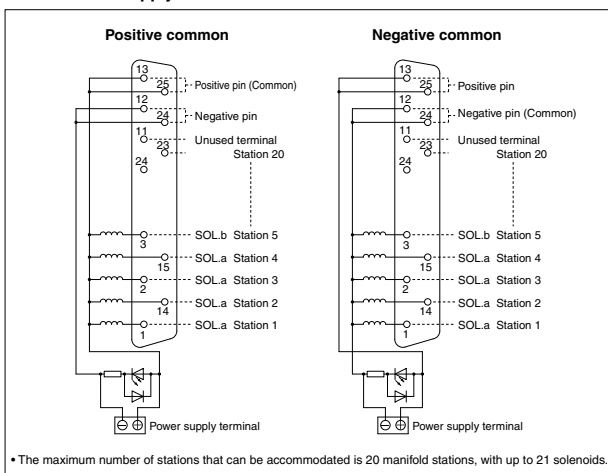 Positive common
13
25
Positive pin (Common)
12
24
Negative pin
11
Unused terminal
23
Station 20
24
SOL.b Station 5
3
SOL.a Station 4
15
SOL.a Station 3
2
SOL.a Station 2
14
SOL.a Station 1
1
⊖ ⊕ Power supply terminal
Negative common
13
25
Positive pin
12
24
Negative pin (Common)
11
Unused terminal
23
Station 20
24
SOL.b Station 5
3
SOL.a Station 4
15
SOL.a Station 3
2
SOL.a Station 2
14
SOL.a Station 1
1
⊖ ⊕ Power supply terminal
• The maximum number of stations that can be accommodated is 20 manifold stations, with up to 21 solenoids.